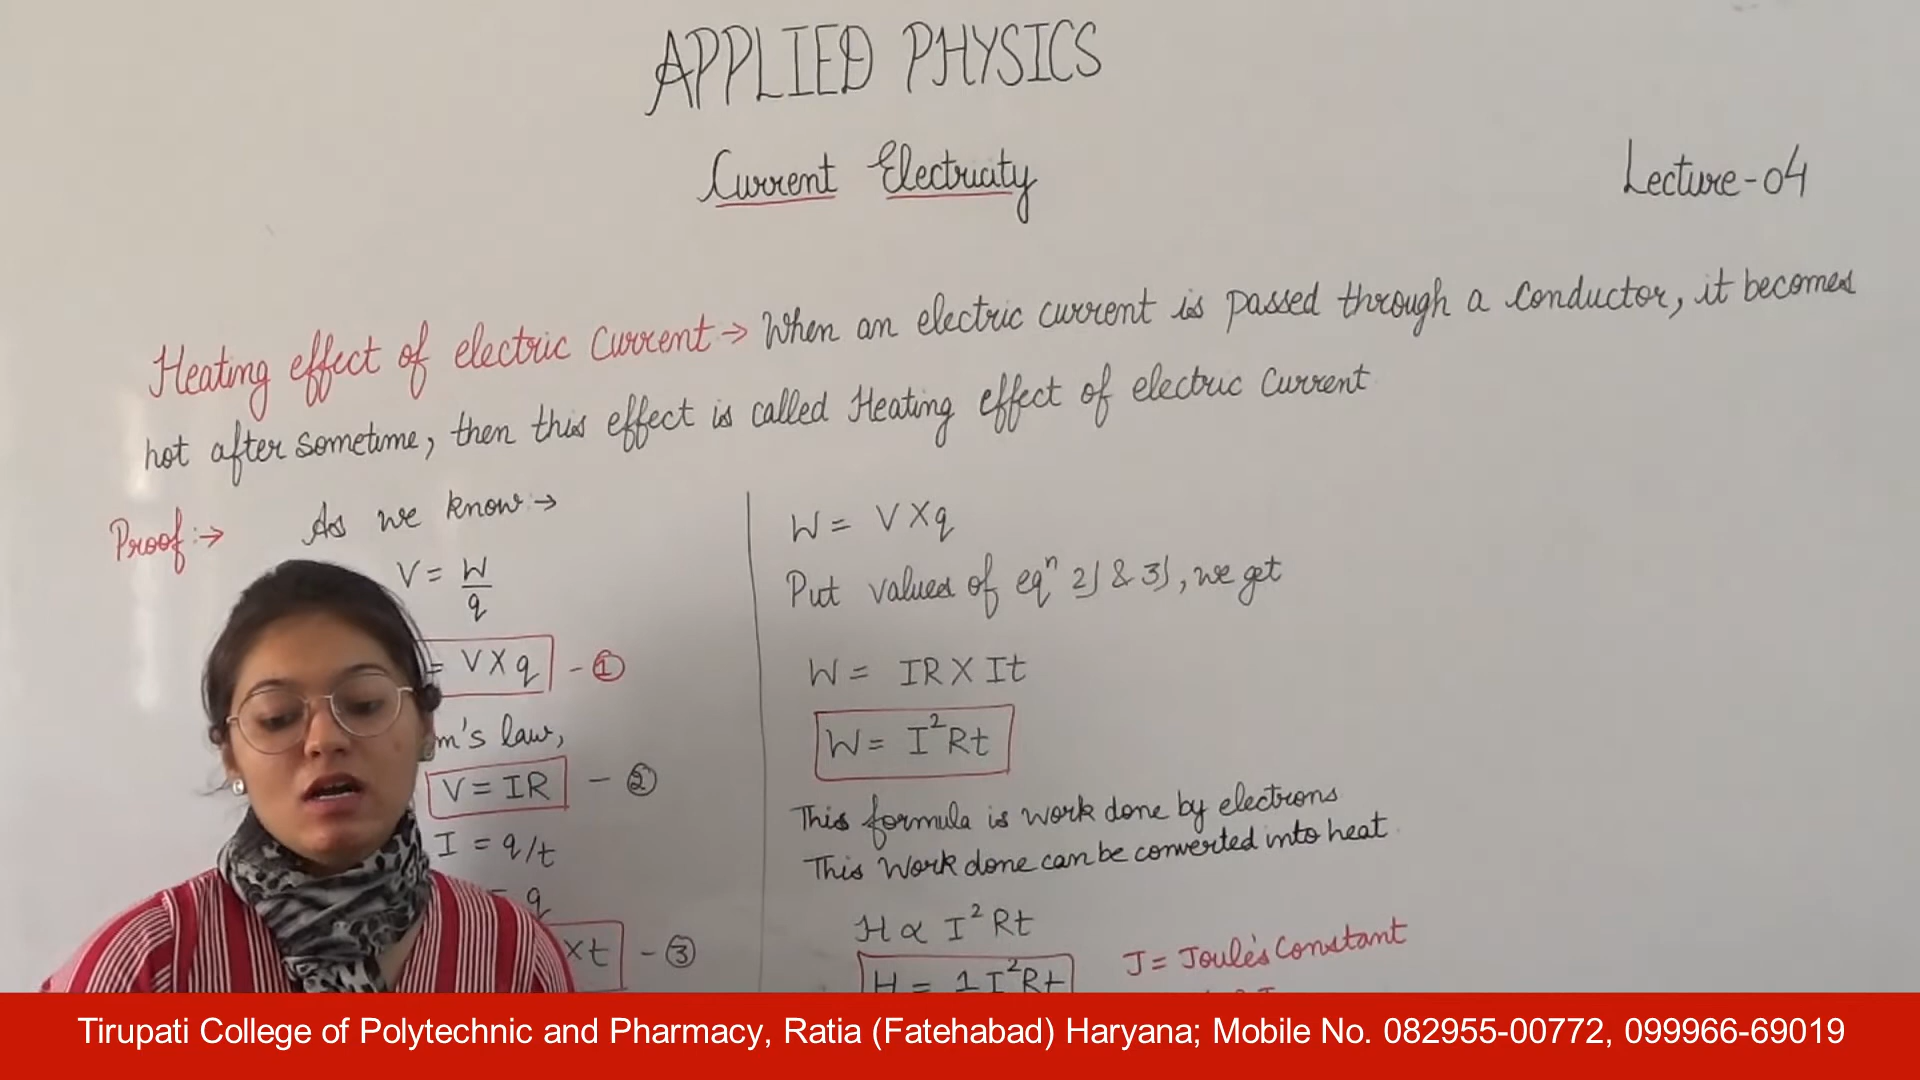 APPLIED PHYSICS
Current Electricity
Lecture-04
Heating effect of electric Current → When an electric current is passed through a conductor, it becomes
hot after sometime, then this effect is called Heating effect of electric Current
Proof :→ As we know :→
V = W/q
= V X q - ①
m's law,
V = IR - ②
I = q/t
= q
xt - ③
W = V X q
Put values of eqⁿ 2) & 3), we get
W = IR X It
W = I²Rt
This formula is work done by electrons
This Work done can be converted into heat
H ∝ I² Rt
H = 1 I²Rt
J = Joule's Constant
Tirupati College of Polytechnic and Pharmacy, Ratia (Fatehabad) Haryana; Mobile No. 082955-00772, 099966-69019